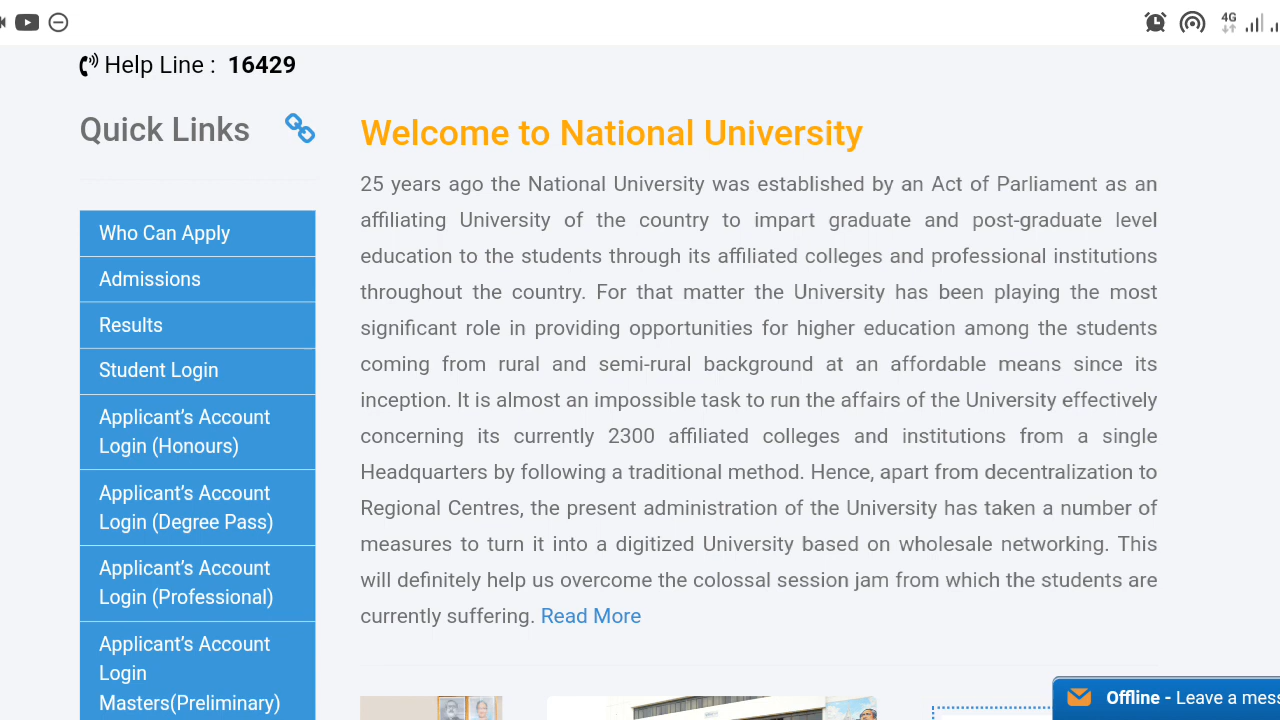 4G
Help Line : 16429
Quick Links
Who Can Apply
Admissions
Results
Student Login
Applicant’s Account
Login (Honours)
Applicant’s Account
Login (Degree Pass)
Applicant’s Account
Login (Professional)
Applicant’s Account
Login
Masters(Preliminary)
Welcome to National University
25 years ago the National University was established by an Act of Parliament as an
affiliating University of the country to impart graduate and post-graduate level
education to the students through its affiliated colleges and professional institutions
throughout the country. For that matter the University has been playing the most
significant role in providing opportunities for higher education among the students
coming from rural and semi-rural background at an affordable means since its
inception. It is almost an impossible task to run the affairs of the University effectively
concerning its currently 2300 affiliated colleges and institutions from a single
Headquarters by following a traditional method. Hence, apart from decentralization to
Regional Centres, the present administration of the University has taken a number of
measures to turn it into a digitized University based on wholesale networking. This
will definitely help us overcome the colossal session jam from which the students are
currently suffering. Read More
Offline - Leave a mess